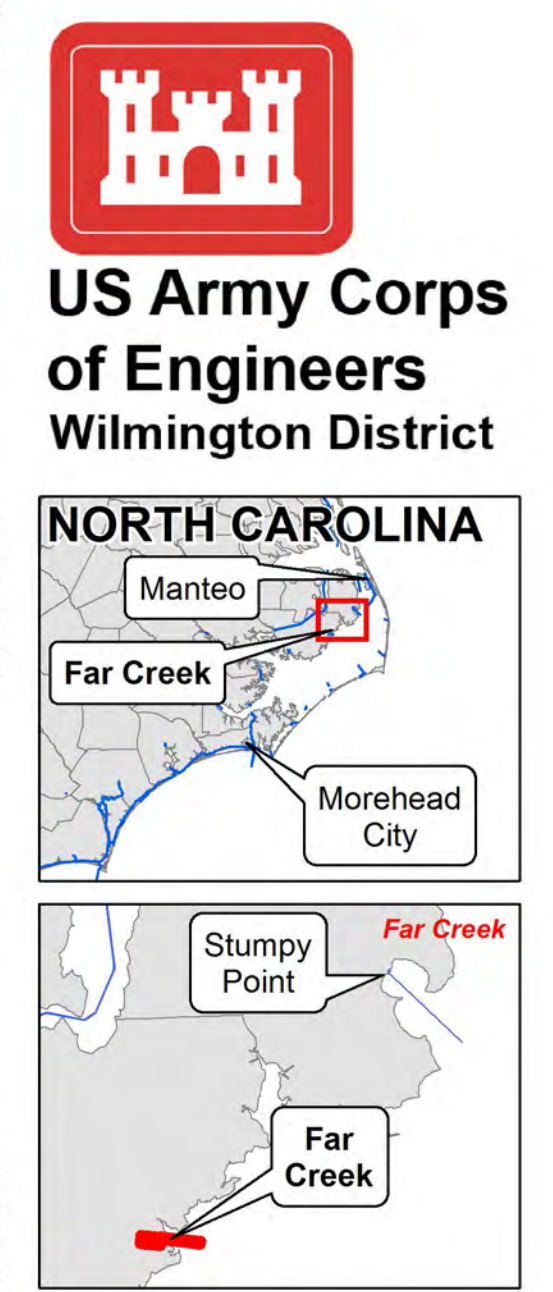 US Army Corps
of Engineers
Wilmington District
NORTH CAROLINA
Manteo
Far Creek
Morehead
City
Far Creek
Stumpy
Point
Far
Creek